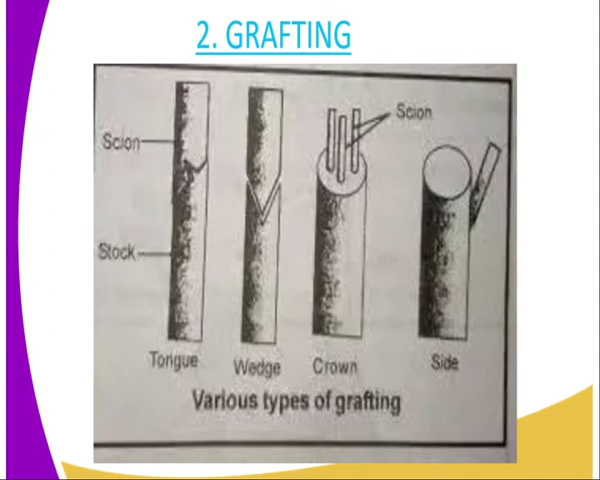 2. GRAFTING
Scion
Scion
Stock
Tongue
Wedge
Crown
Side
Various types of grafting